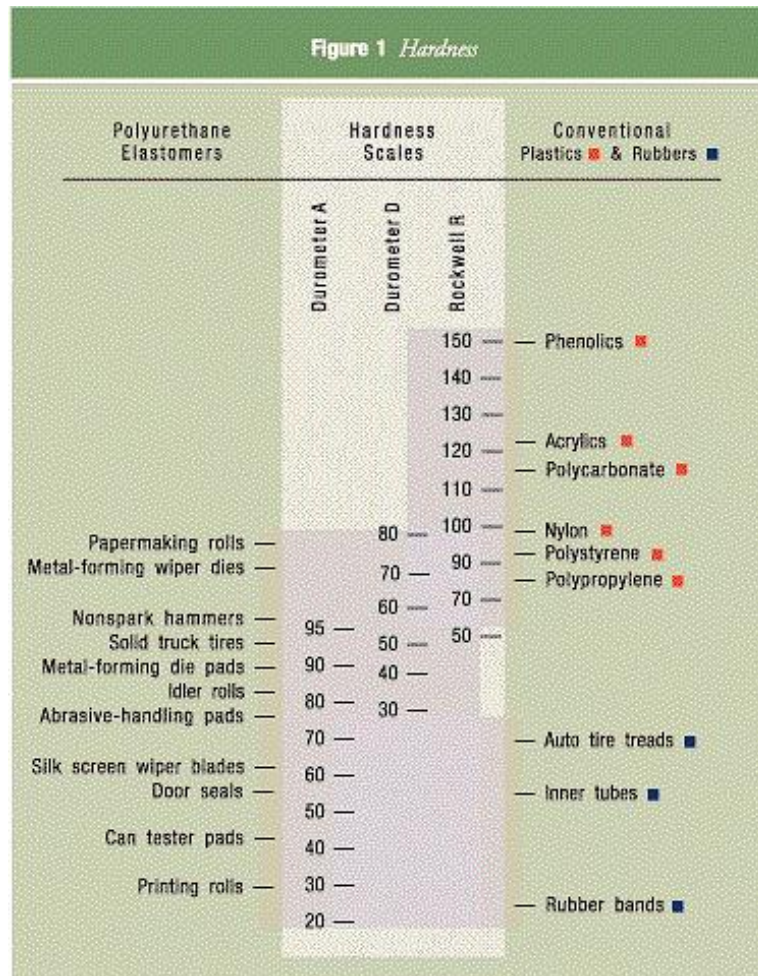 Figure 1 Hardness
Polyurethane
Elastomers
Hardness
Scales
Conventional
Plastics & Rubbers
Durometer A
Durometer D
Rockwell R
150
Phenolics
140
130
120
Acrylics
Polycarbonate
110
100
Nylon
80
Papermaking rolls
Polystyrene
90
Metal-forming wiper dies
70
Polypropylene
70
60
Nonspark hammers
95
50
Solid truck tires
50
Metal-forming die pads
90
40
Idler rolls
80
30
Abrasive-handling pads
70
Auto tire treads
Silk screen wiper blades
60
Door seals
Inner tubes
50
Can tester pads
40
Printing rolls
30
Rubber bands
20